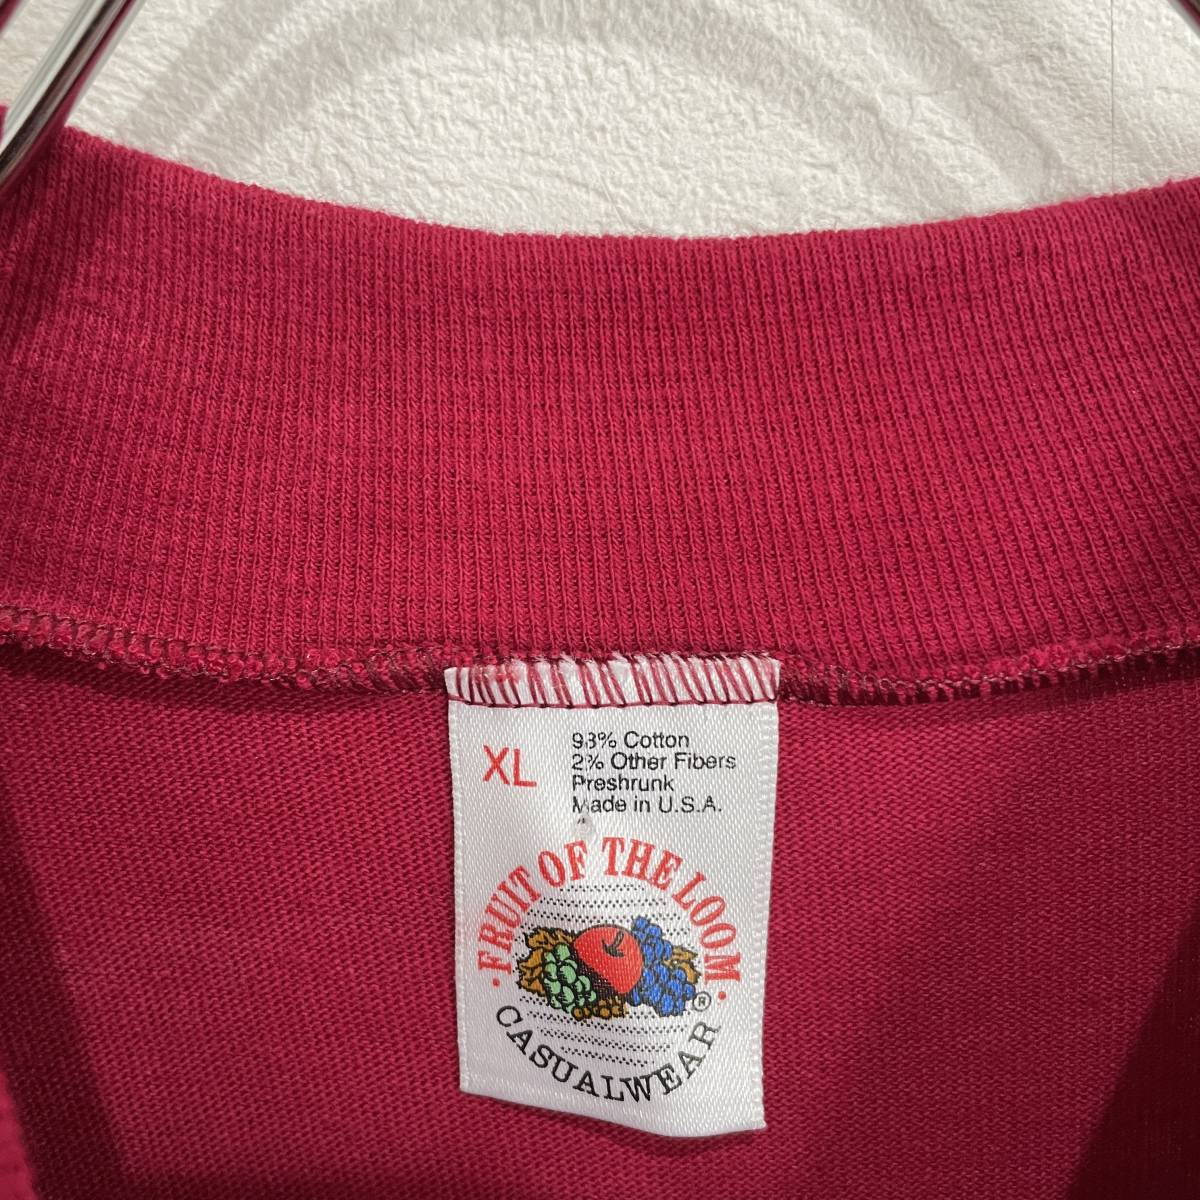 XL
98% Cotton
2% Other Fibers
Preshrunk
Made in U.S.A.
·FRUIT OF THE LOOM·
®
CASUALWEAR